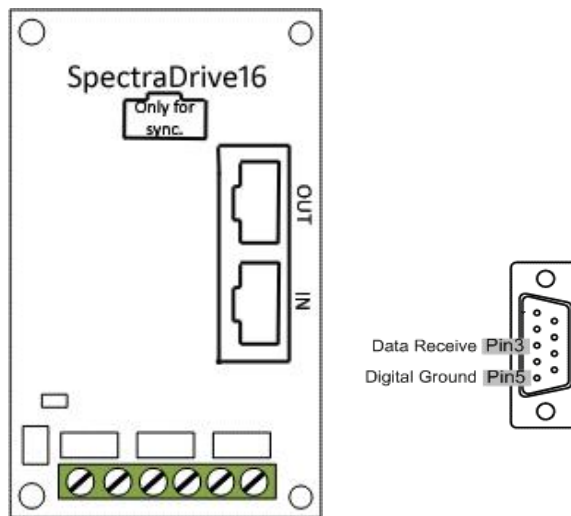 SpectraDrive16
Only for
sync.
OUT
IN
Data Receive Pin3
Digital Ground Pin5